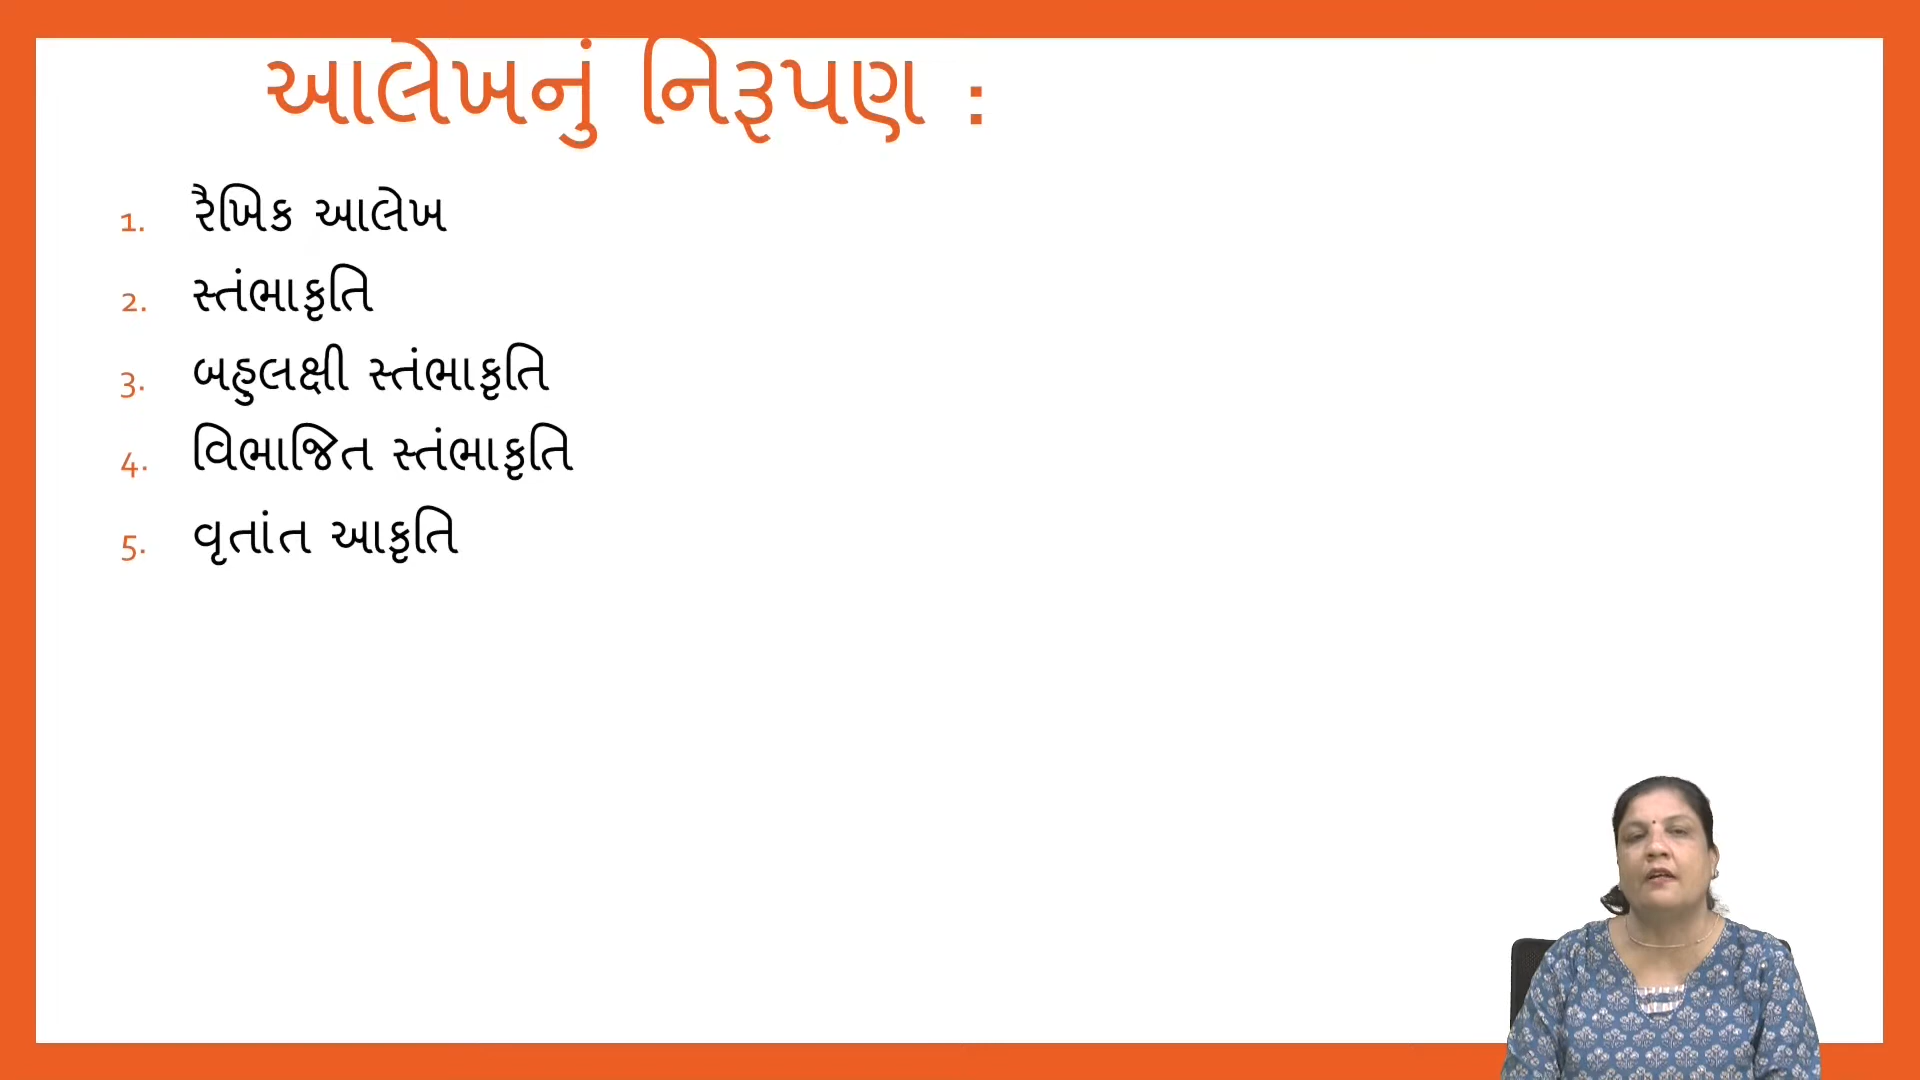 આલેખનું નિરૂપણ :
1. રૈખિક આલેખ
2. સ્તંભાકૃતિ
3. બહુલક્ષી સ્તંભાકૃતિ
4. વિભાજિત સ્તંભાકૃતિ
5. વૃતાંત આકૃતિ